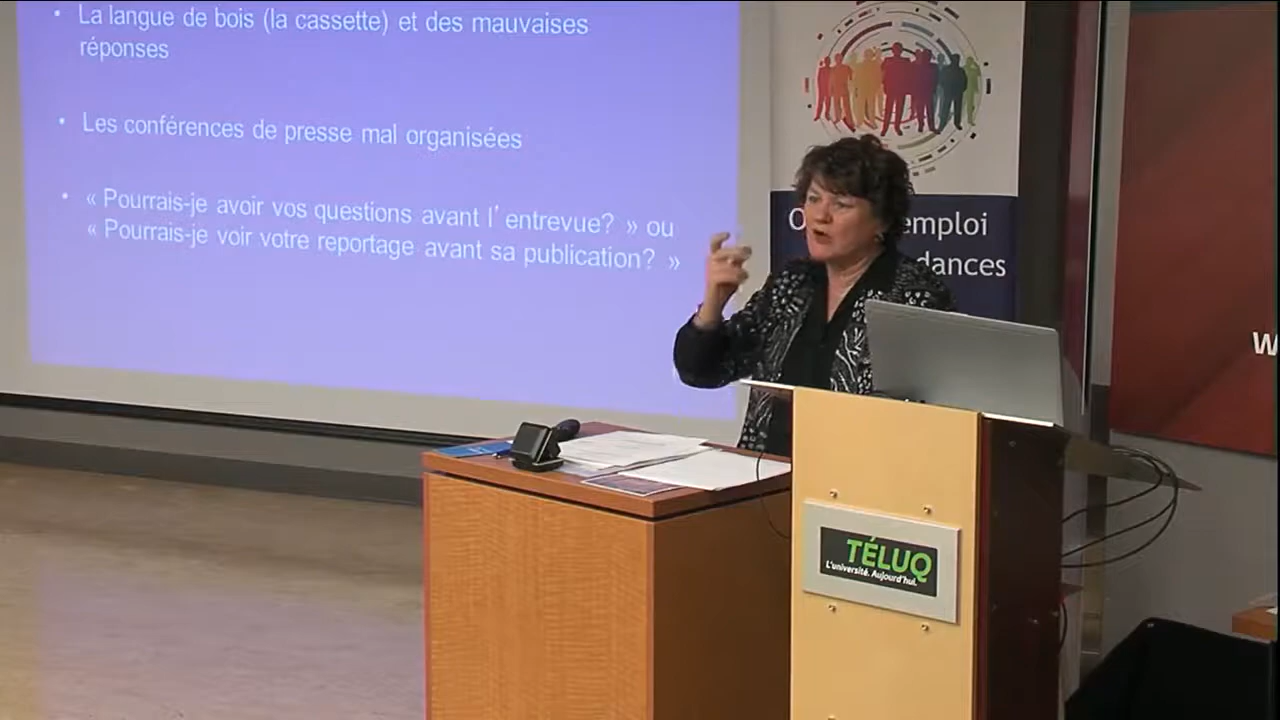 • La langue de bois (la cassette) et des mauvaises
réponses
• Les conférences de presse mal organisées
• « Pourrais-je avoir vos questions avant l’entrevue? » ou
« Pourrais-je voir votre reportage avant sa publication? »
emploi
dances
TÉLUQ
L'université. Aujourd'hui.